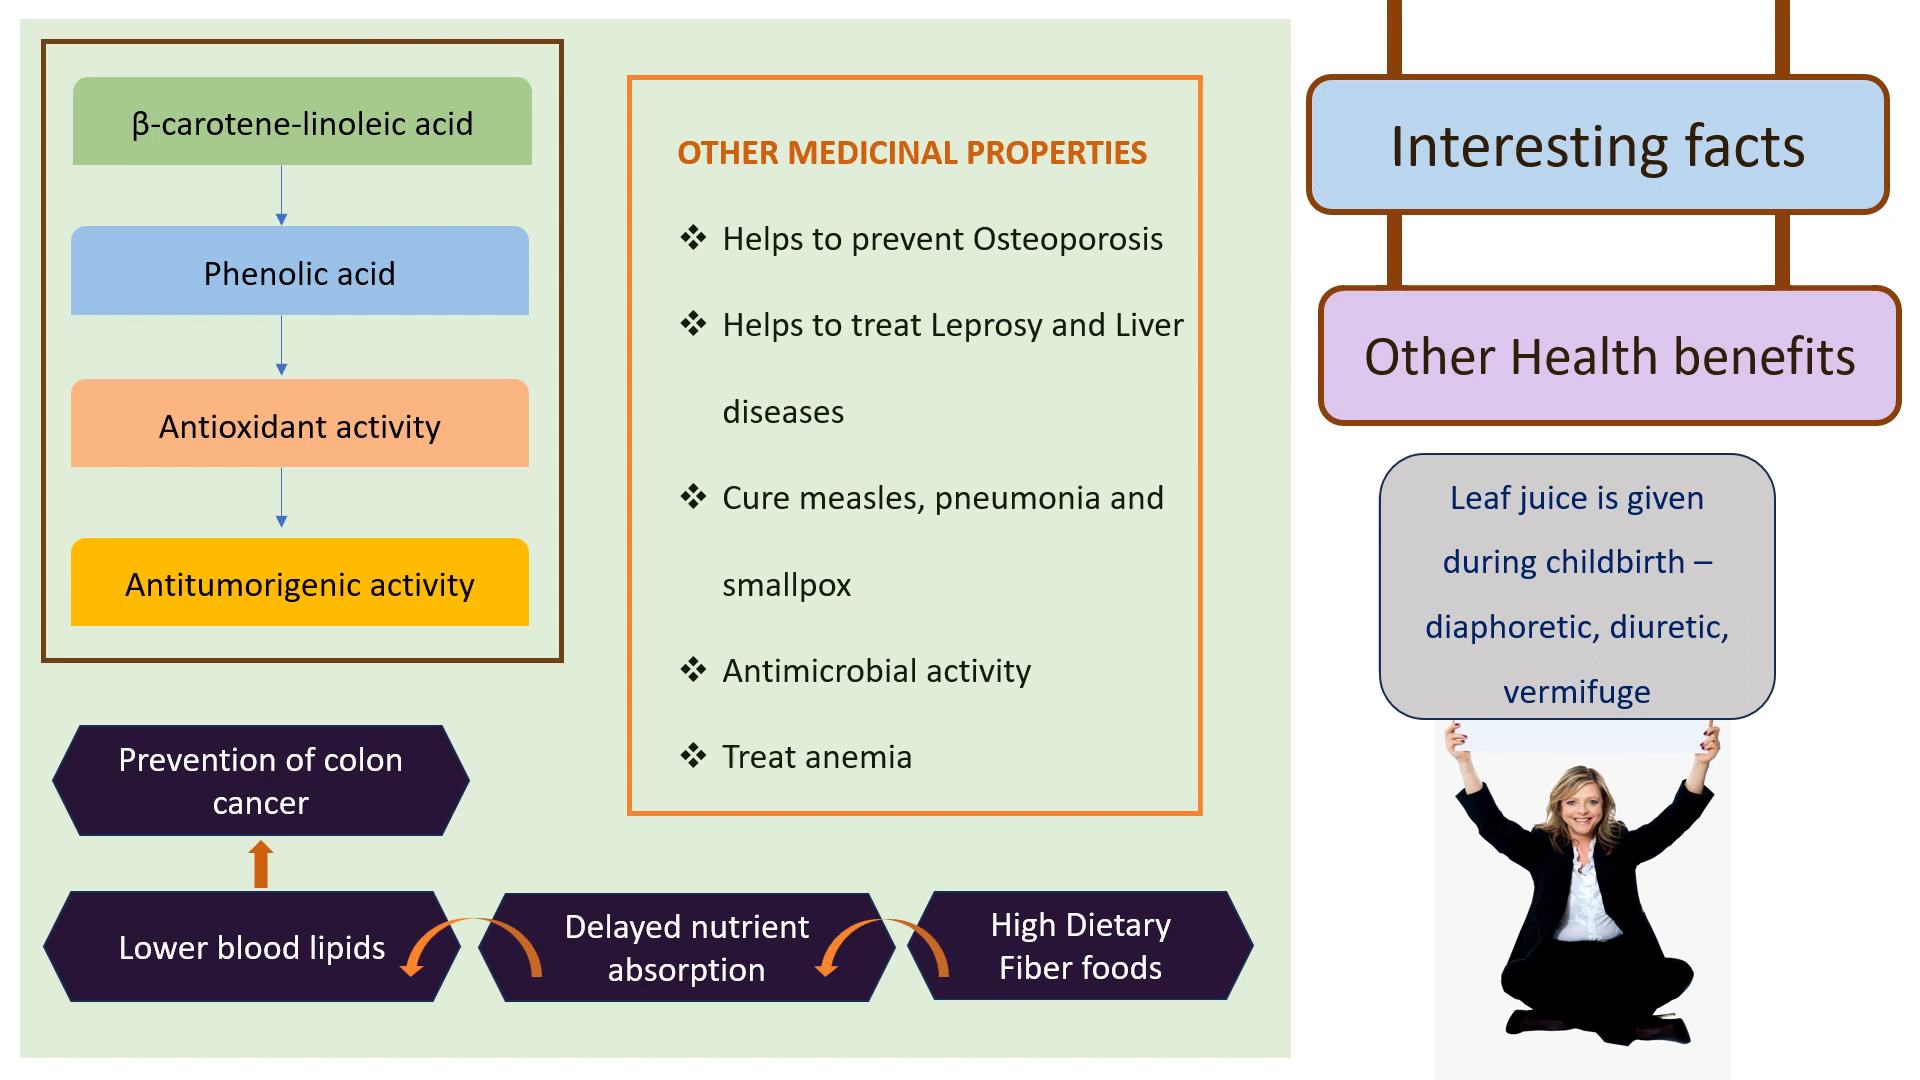 β-carotene-linoleic acid
Phenolic acid
Antioxidant activity
Antitumorigenic activity
Prevention of colon
cancer
Lower blood lipids
Delayed nutrient
absorption
High Dietary
Fiber foods
OTHER MEDICINAL PROPERTIES
❖ Helps to prevent Osteoporosis
❖ Helps to treat Leprosy and Liver
diseases
❖ Cure measles, pneumonia and
smallpox
❖ Antimicrobial activity
❖ Treat anemia
Interesting facts
Other Health benefits
Leaf juice is given
during childbirth –
diaphoretic, diuretic,
vermifuge